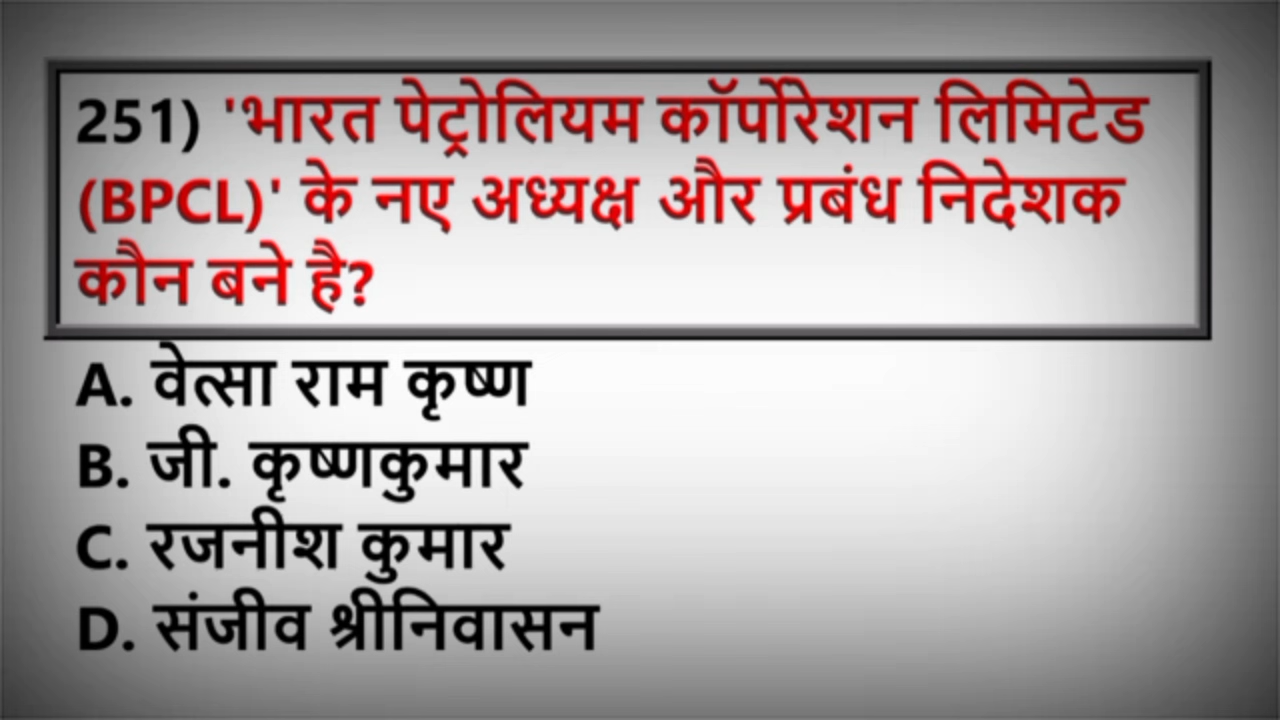 251) 'भारत पेट्रोलियम कॉर्पोरेशन लिमिटेड
(BPCL)' के नए अध्यक्ष और प्रबंध निदेशक
कौन बने है?
A. वेत्सा राम कृष्ण
B. जी. कृष्णकुमार
C. रजनीश कुमार
D. संजीव श्रीनिवासन